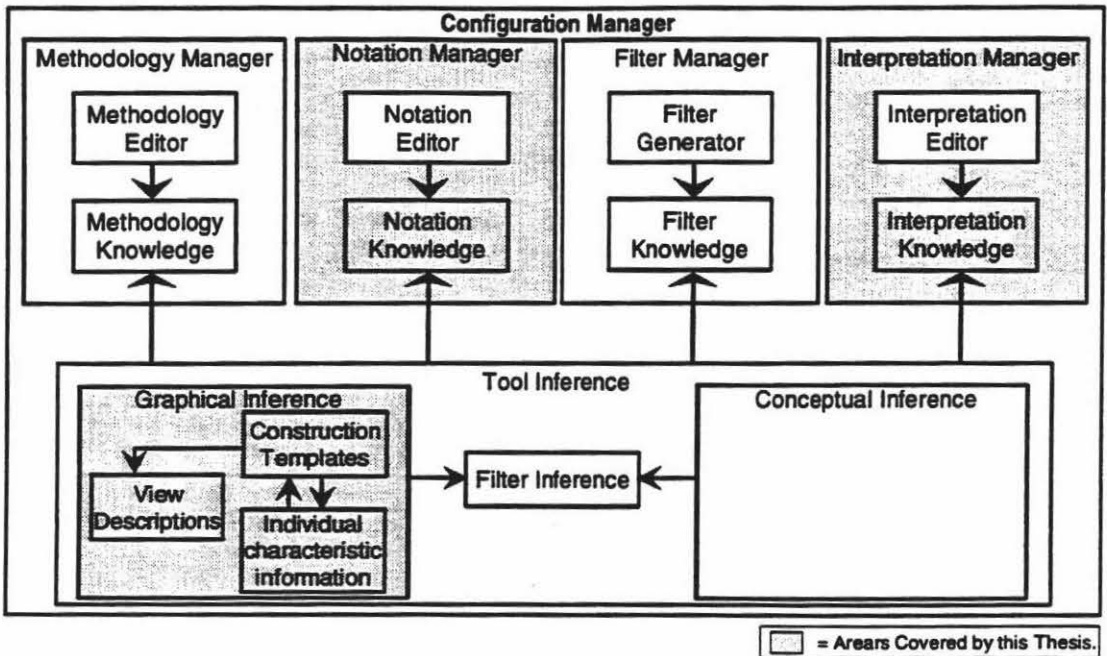 Configuration Manager
Methodology Manager
Methodology
Editor
Methodology
Knowledge
Notation Manager
Notation
Editor
Notation
Knowledge
Filter Manager
Filter
Generator
Filter
Knowledge
Interpretation Manager
Interpretation
Editor
Interpretation
Knowledge
Tool Inference
Graphical Inference
Construction
Templates
View
Descriptions
Individual
characteristic
information
Filter Inference
Conceptual Inference
= Arears Covered by this Thesis.